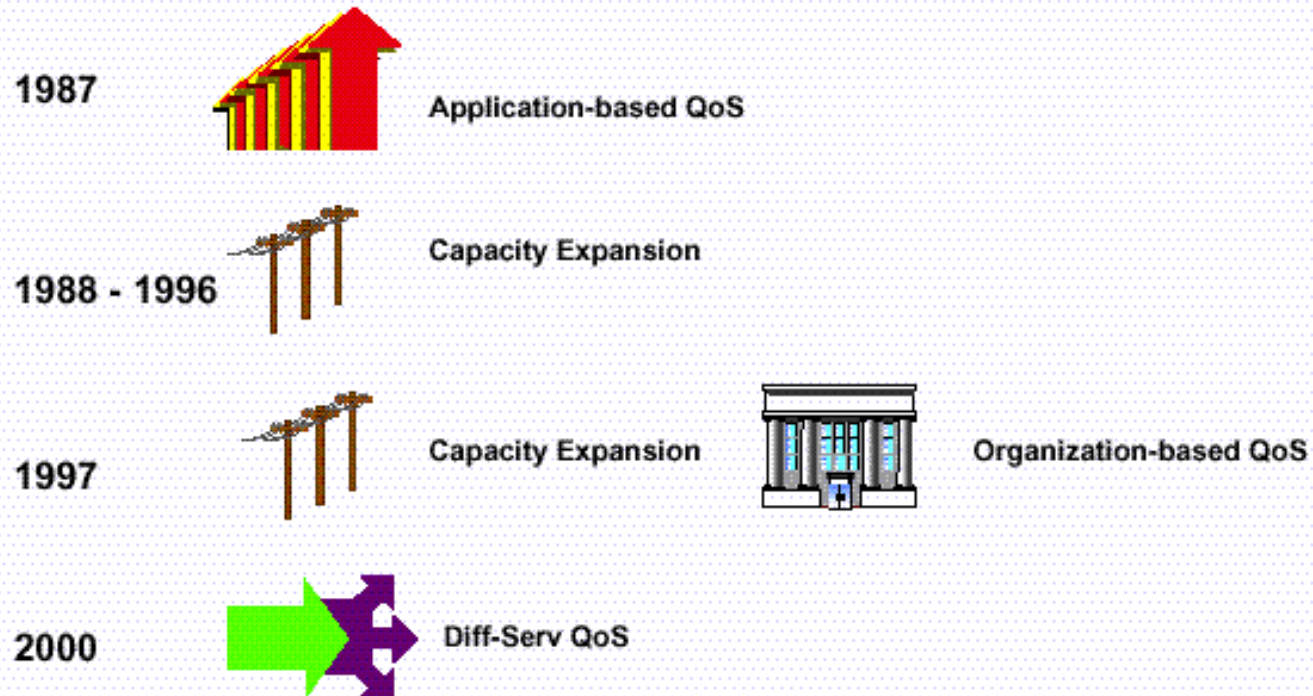 1987
Application-based QoS
Capacity Expansion
1988 - 1996
Capacity Expansion
Organization-based QoS
1997
Diff-Serv QoS
2000